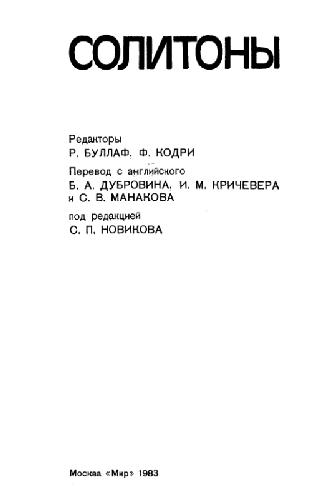 СОЛИТОНЫ
Редакторы
Р. БУЛЛАФ, Ф. КОДРИ
Перевод с английского
Б. А. ДУБРОВИНА, И. М. КРИЧЕВЕРА
и С. В. МАНАКОВА
под редакцией
С. П. НОВИКОВА
Москва «Мир» 1983